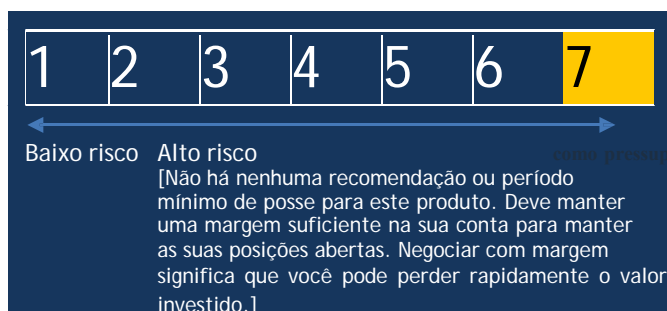 1 2 3 4 5 6 7
Baixo risco Alto risco
[Não há nenhuma recomendação ou período
mínimo de posse para este produto. Deve manter
uma margem suficiente na sua conta para manter
as suas posições abertas. Negociar com margem
significa que você pode perder rapidamente o valor
investido.]